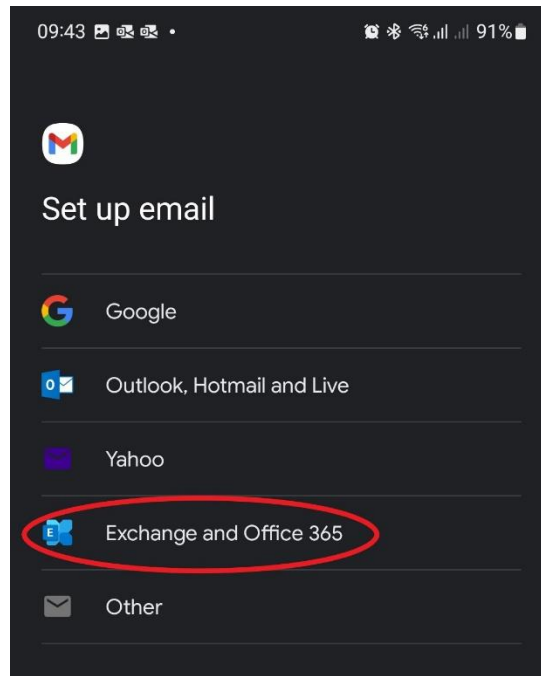 09:43 91%
Set up email
Google
Outlook, Hotmail and Live
Yahoo
Exchange and Office 365
Other